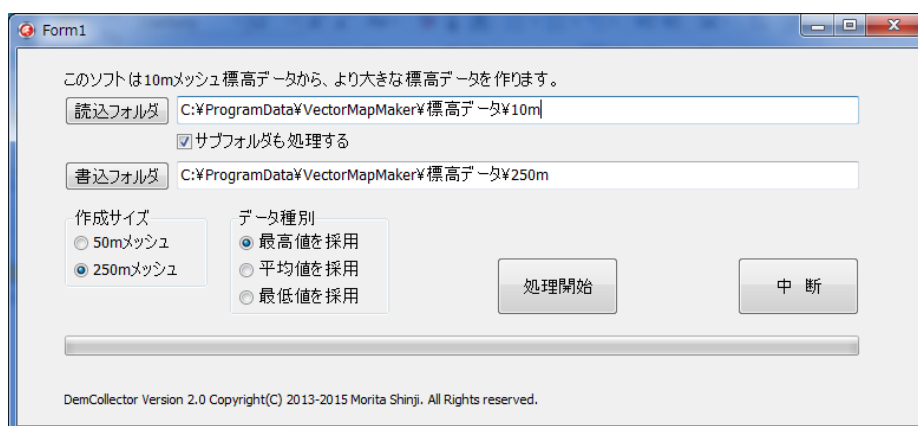 Form1
このソフトは10mメッシュ標高データから、より大きな標高データを作ります。
読込フォルダ C:¥ProgramData¥VectorMapMaker¥標高データ¥10m
サブフォルダも処理する
書込フォルダ C:¥ProgramData¥VectorMapMaker¥標高データ¥250m
作成サイズ
50mメッシュ
250mメッシュ
データ種別
最高値を採用
平均値を採用
最低値を採用
処理開始
中 断
DemCollector Version 2.0 Copyright(C) 2013-2015 Morita Shinji. All Rights reserved.